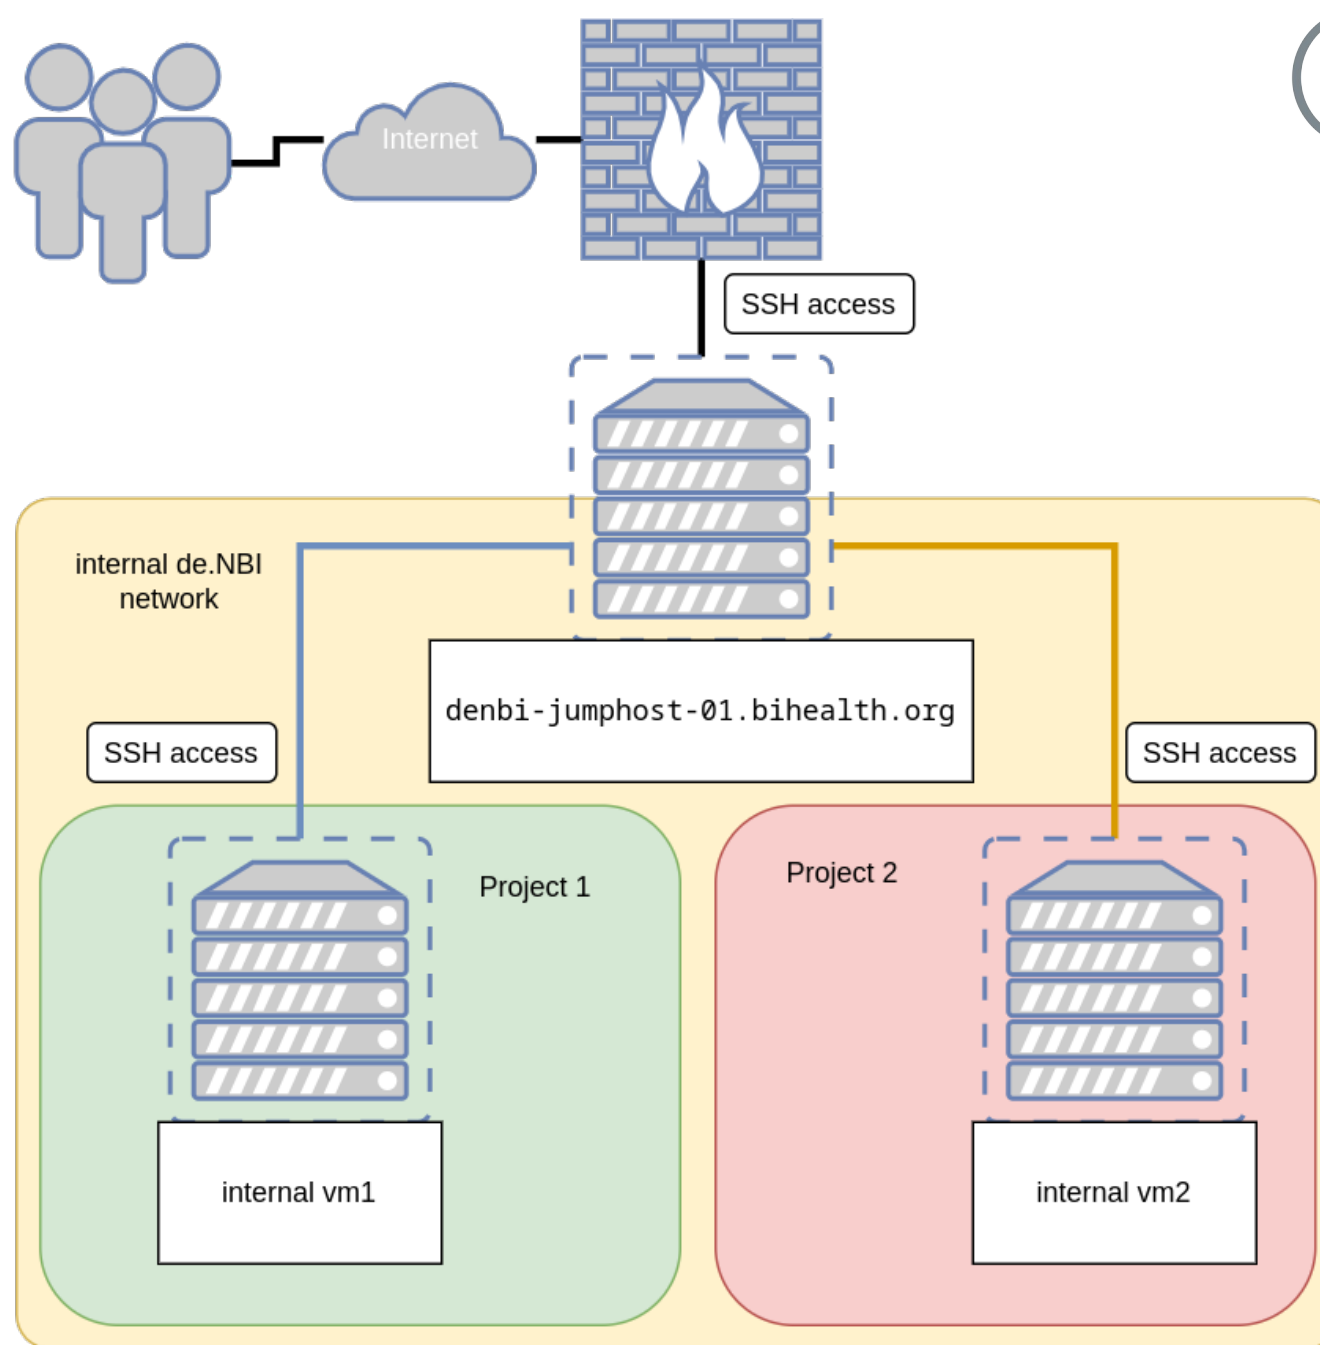 Internet
SSH access
internal de.NBI
network
denbi-jumphost-01.bihealth.org
SSH access
SSH access
Project 1
Project 2
internal vm1
internal vm2